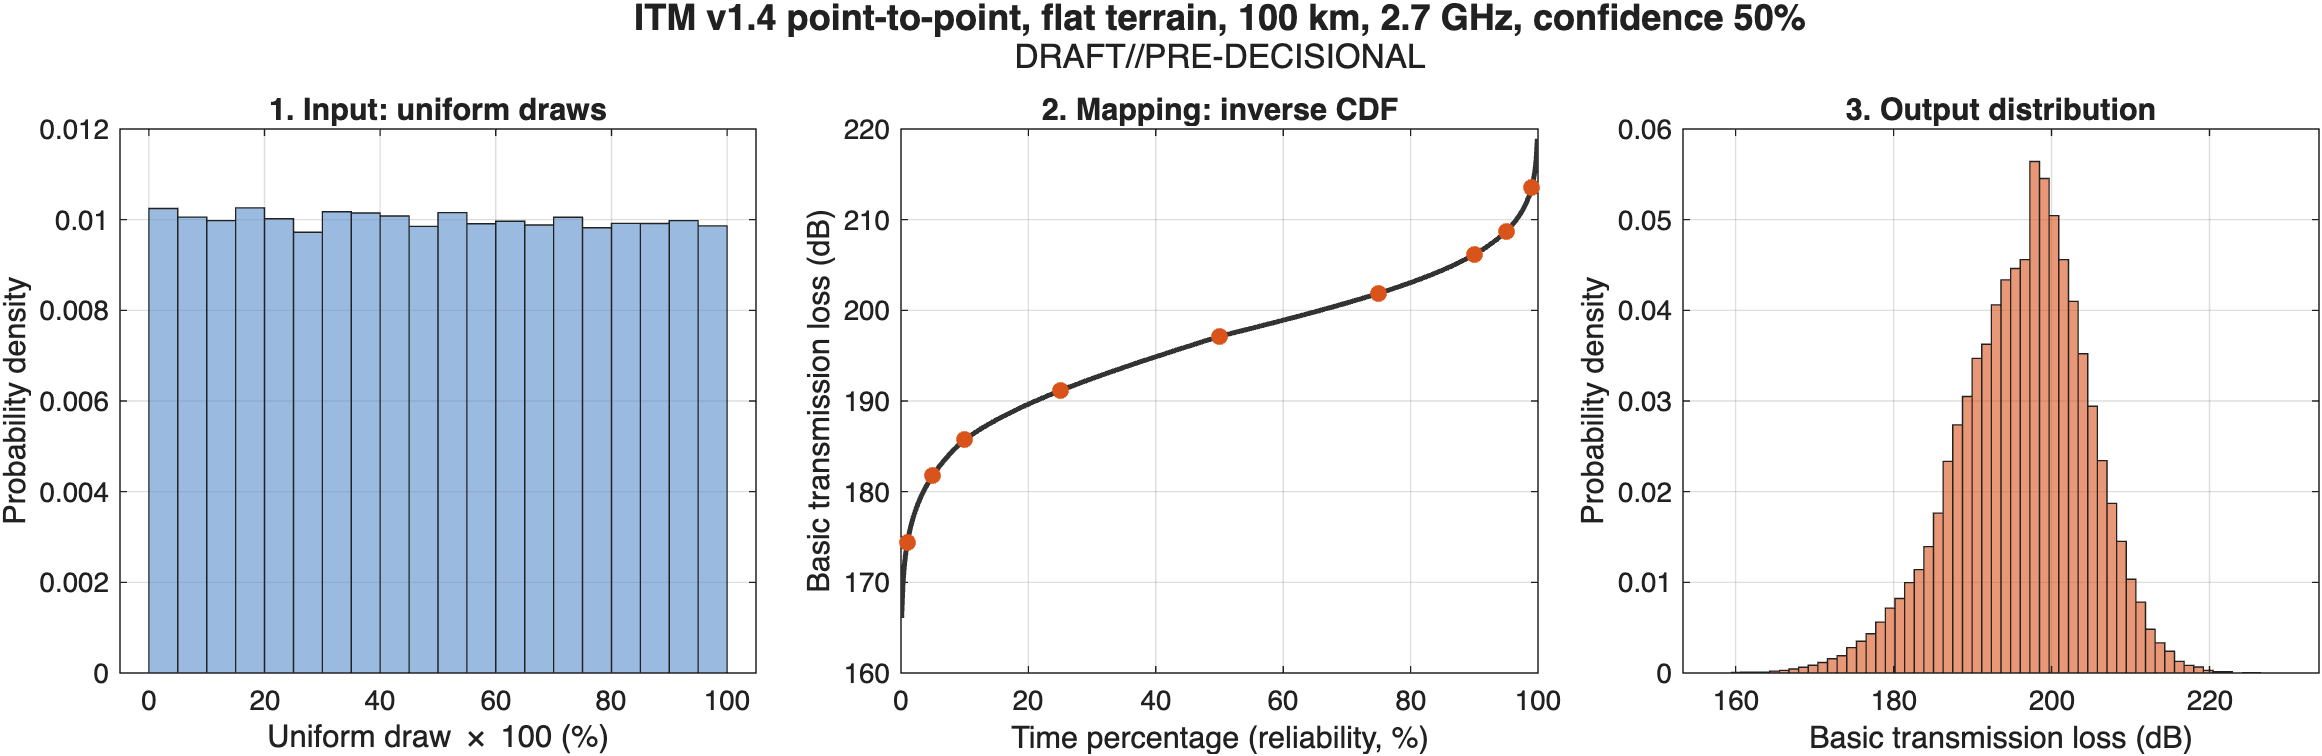 ITM v1.4 point-to-point, flat terrain, 100 km, 2.7 GHz, confidence 50%
DRAFT//PRE-DECISIONAL
1. Input: uniform draws
Probability density
0.012
0.01
0.008
0.006
0.004
0.002
0
0 20 40 60 80 100
Uniform draw × 100 (%)
2. Mapping: inverse CDF
Basic transmission loss (dB)
220
210
200
190
180
170
160
0 20 40 60 80 100
Time percentage (reliability, %)
3. Output distribution
Probability density
0.06
0.05
0.04
0.03
0.02
0.01
0
160 180 200 220
Basic transmission loss (dB)